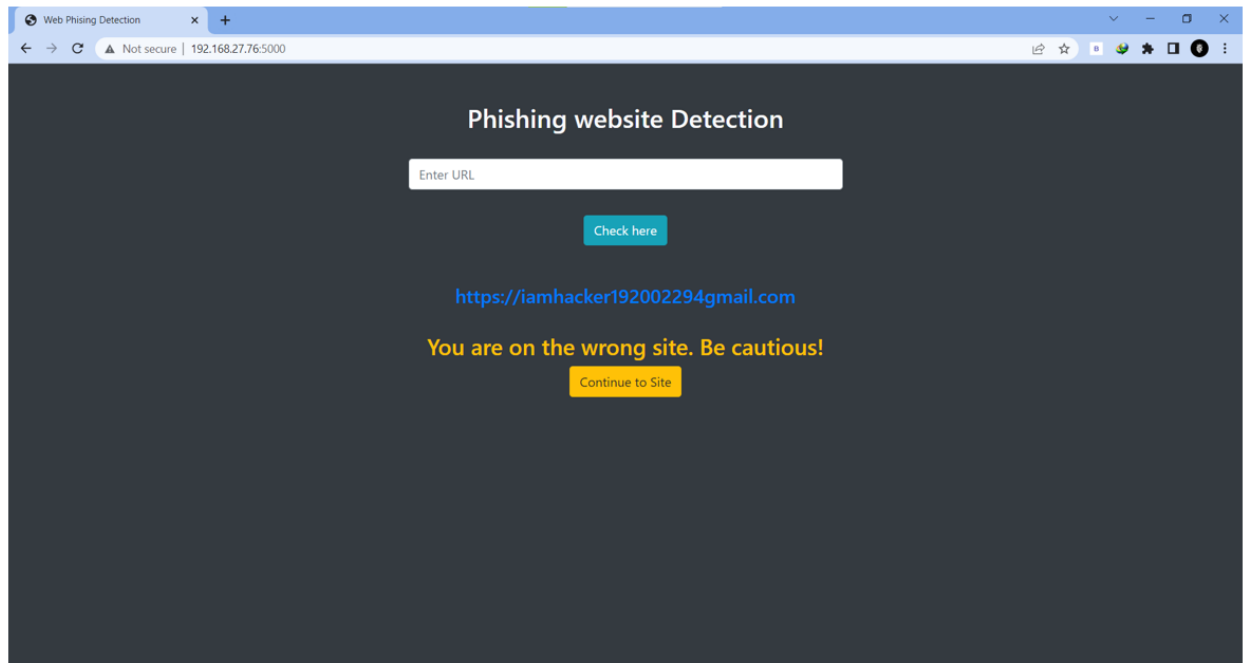 Web Phising Detection
Not secure | 192.168.27.76:5000
Phishing website Detection
Enter URL
Check here
https://iamhacker192002294gmail.com
You are on the wrong site. Be cautious!
Continue to Site